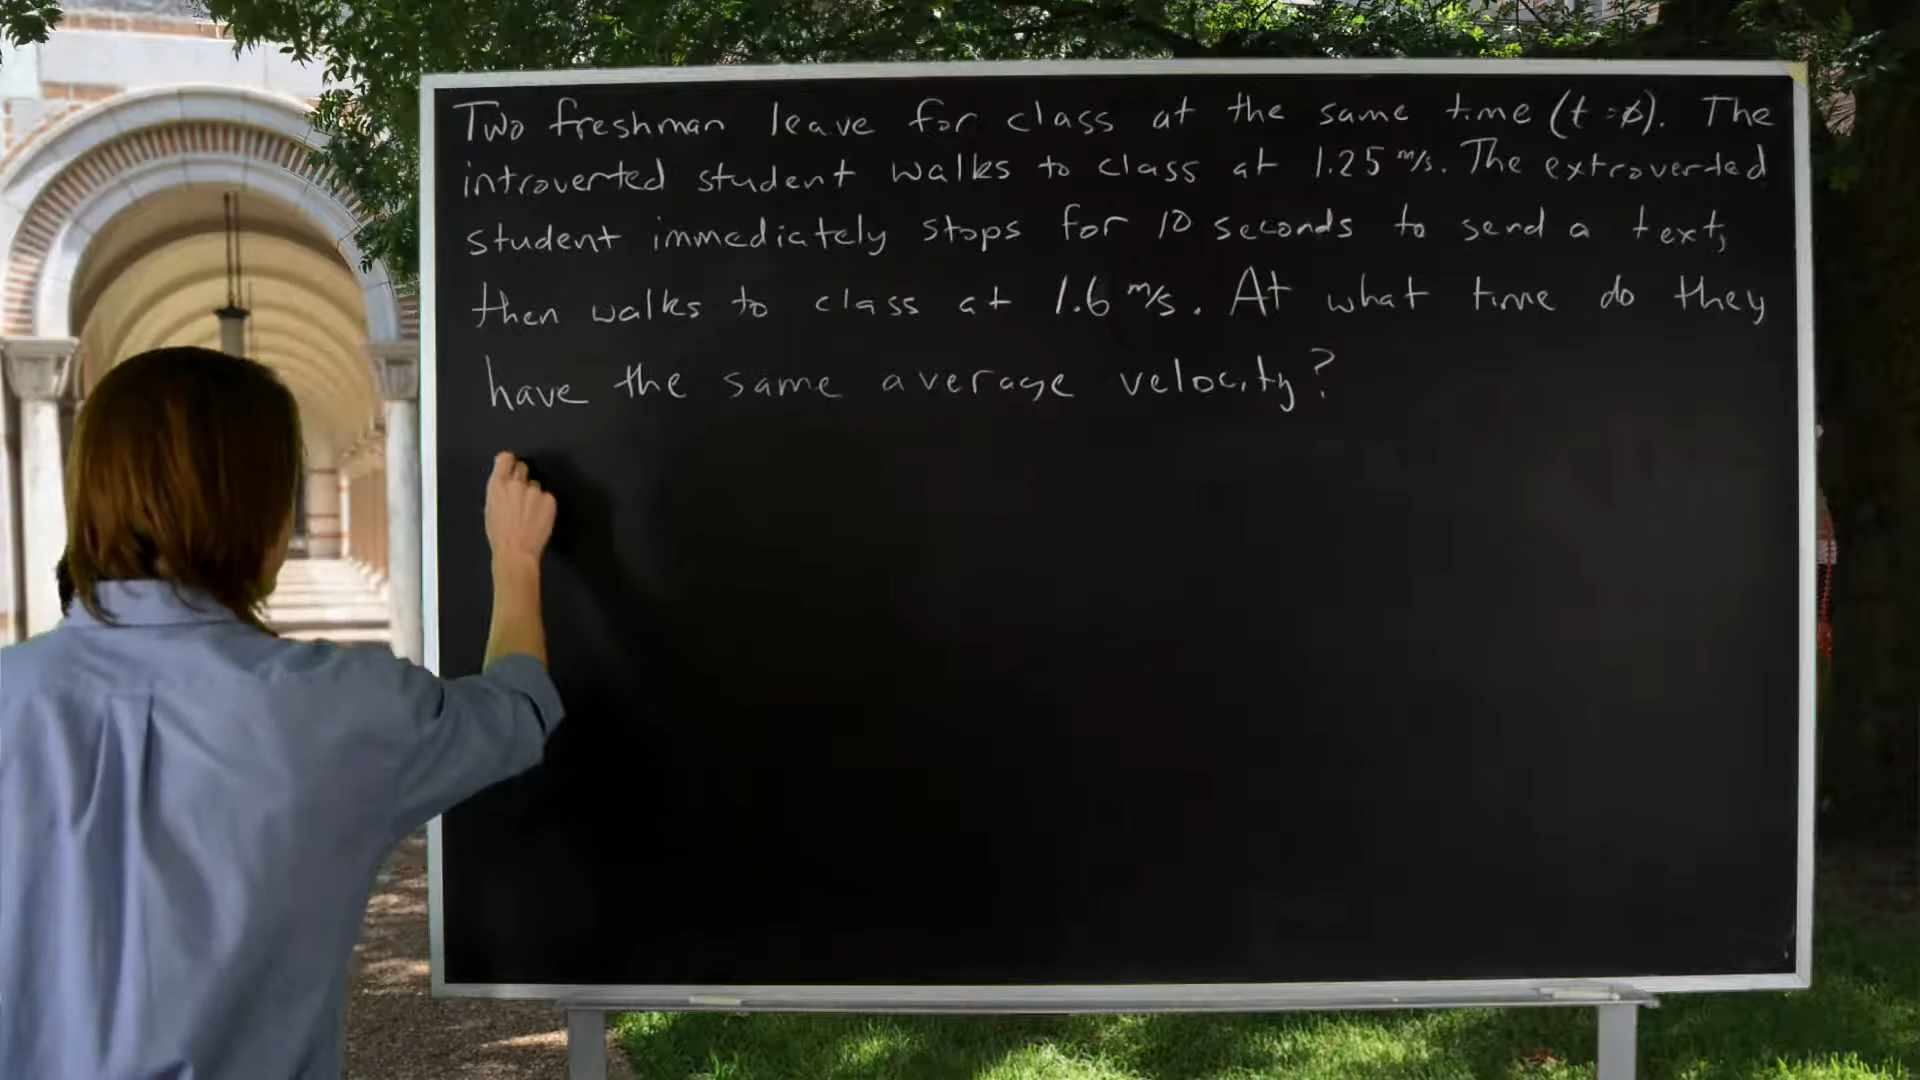 Two freshman leave for class at the same time (t=0). The
introverted student walks to class at 1.25 m/s. The extroverted
student immediately stops for 10 seconds to send a text,
then walks to class at 1.6 m/s. At what time do they
have the same average velocity?